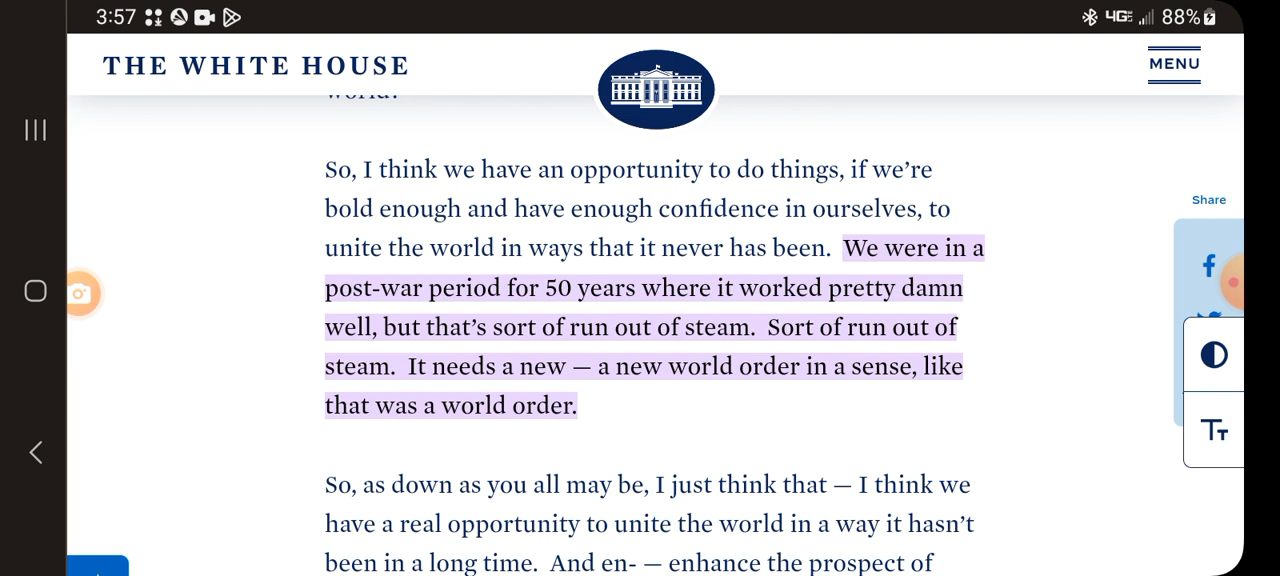 3:57
4G 88%
THE WHITE HOUSE
MENU
world?
So, I think we have an opportunity to do things, if we’re
bold enough and have enough confidence in ourselves, to
unite the world in ways that it never has been. We were in a
post-war period for 50 years where it worked pretty damn
well, but that’s sort of run out of steam. Sort of run out of
steam. It needs a new — a new world order in a sense, like
that was a world order.
So, as down as you all may be, I just think that — I think we
have a real opportunity to unite the world in a way it hasn’t
been in a long time. And en- — enhance the prospect of
Share
Tт